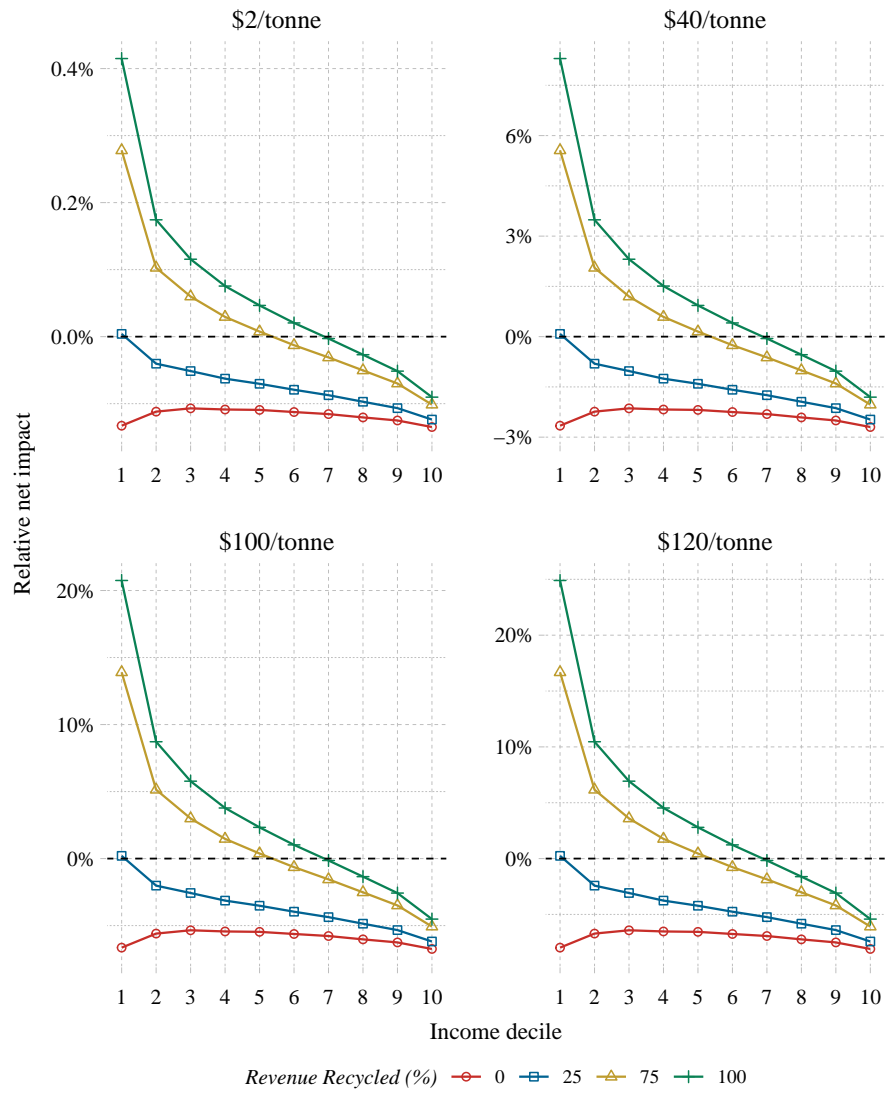 $2/tonne
$40/tonne
0.4%
0.2%
0.0%
6%
3%
0%
−3%
1 2 3 4 5 6 7 8 9 10
1 2 3 4 5 6 7 8 9 10
Relative net impact
$100/tonne
$120/tonne
20%
10%
0%
20%
10%
0%
1 2 3 4 5 6 7 8 9 10
1 2 3 4 5 6 7 8 9 10
Income decile
Revenue Recycled (%) 0 25 75 100